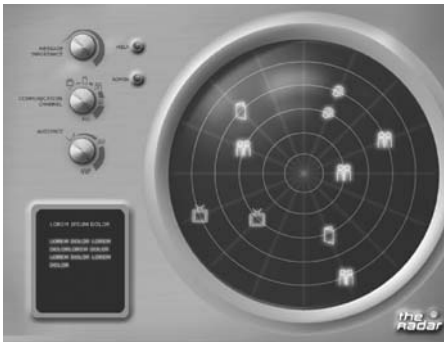 MESSAGE
IMPORTANCE
HELP
ADMIN
COMMUNICATION
CHANNEL
LOREM IPSUM DOLOR
LOREM DOLOR LOREM
DOLORLOREM DOLOR
LOREM DOLOR LOREM
DOLOR
the
Radar